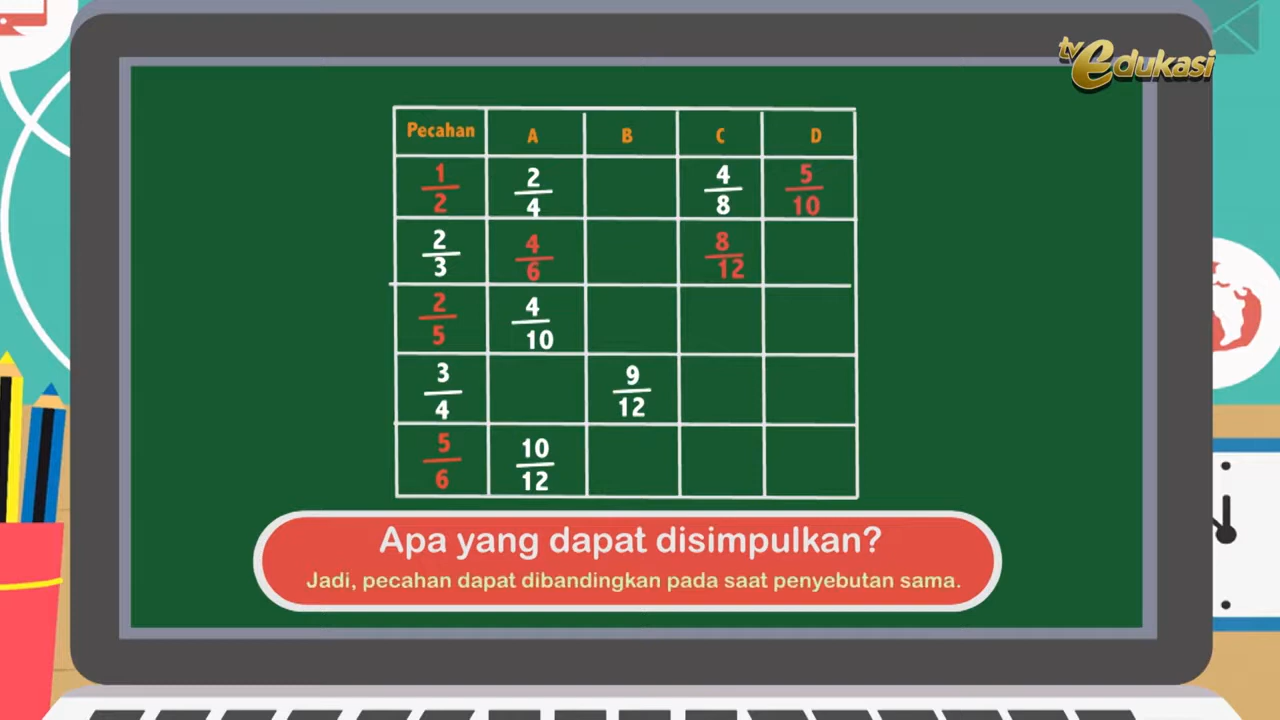 tv edukasi
Pecahan A B C D
1/2 2/4 4/8 5/10
2/3 4/6 8/12
2/5 4/10
3/4 9/12
5/6 10/12
Apa yang dapat disimpulkan?
Jadi, pecahan dapat dibandingkan pada saat penyebutan sama.